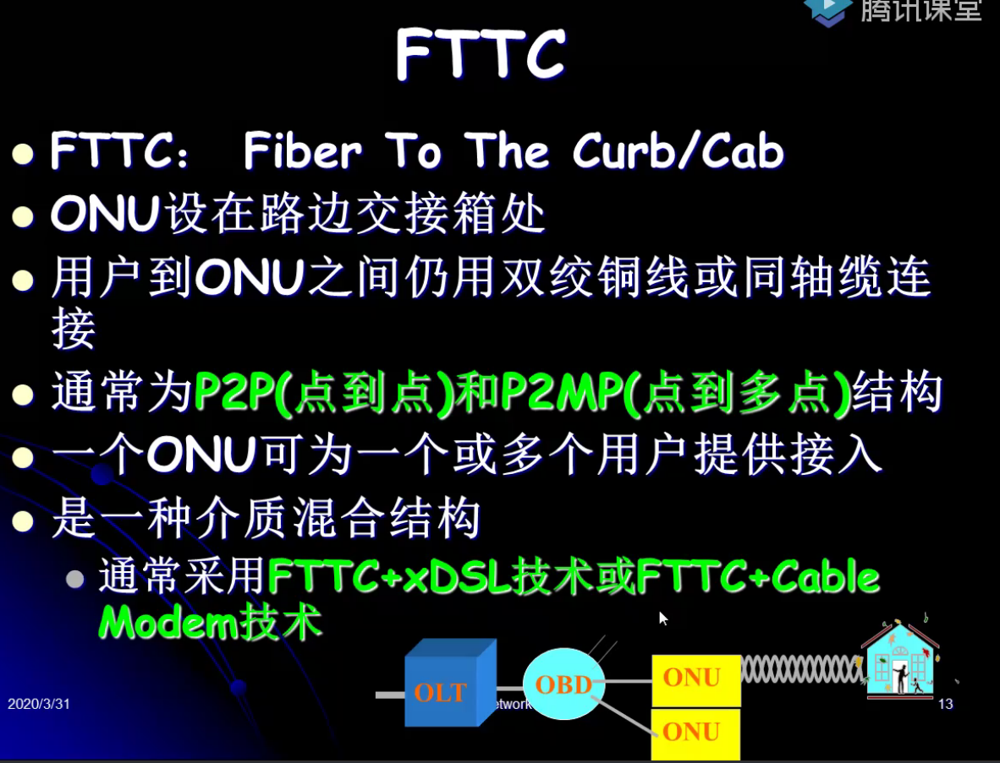 腾讯课堂
FTTC
FTTC： Fiber To The Curb/Cab
ONU设在路边交接箱处
用户到ONU之间仍用双绞铜线或同轴缆连
接
通常为P2P(点到点)和P2MP(点到多点)结构
一个ONU可为一个或多个用户提供接入
是一种介质混合结构
通常采用FTTC+xDSL技术或FTTC+Cable
Modem技术
OLT
OBD
ONU
ONU
2020/3/31
etwork
13